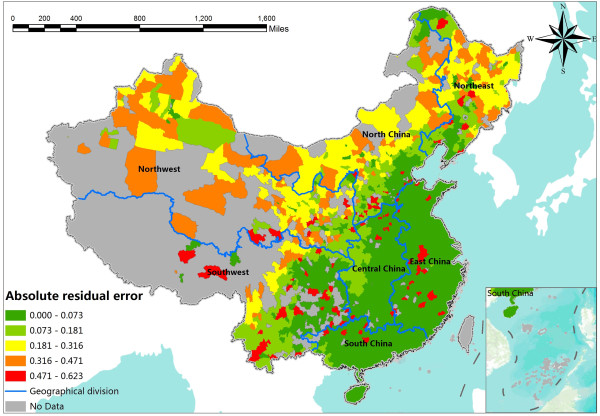 0 400 800 1,200 1,600
Miles
N
W E
S
Northeast
North China
Northwest
Southwest
Central China
East China
South China
South China
Absolute residual error
0.000 - 0.073
0.073 - 0.181
0.181 - 0.316
0.316 - 0.471
0.471 - 0.623
Geographical division
No Data